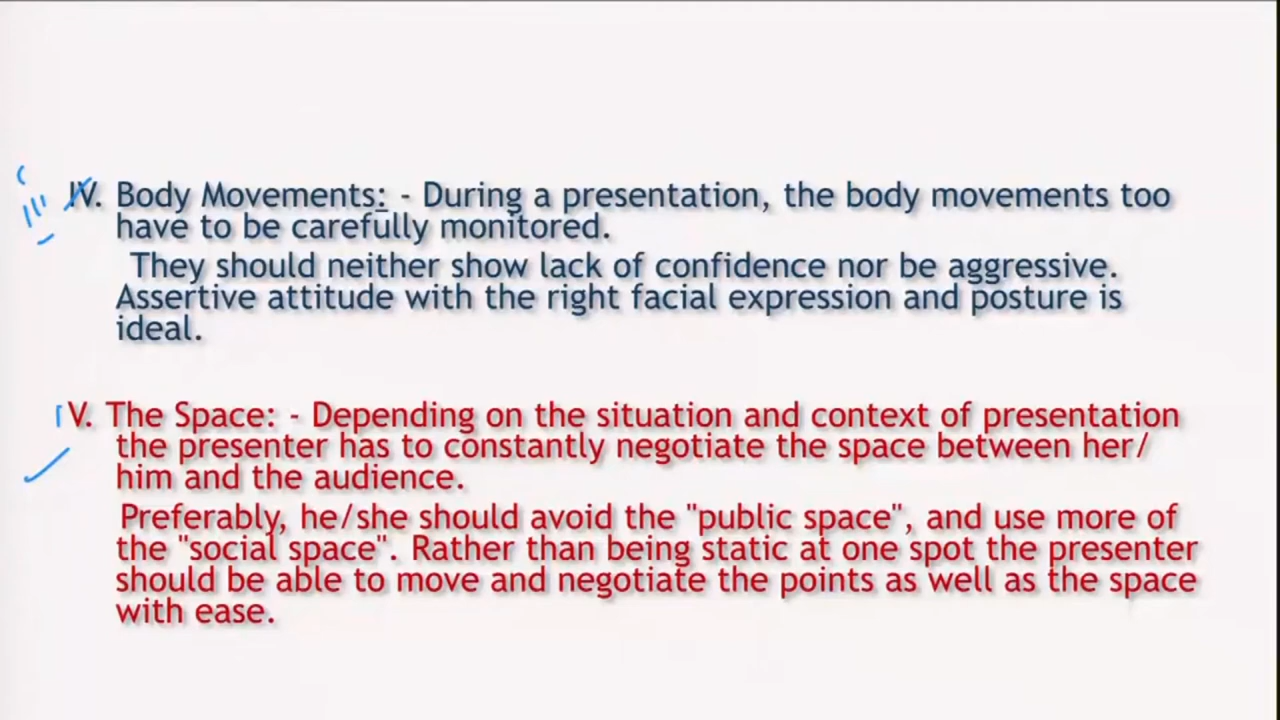 IV. Body Movements: - During a presentation, the body movements too
have to be carefully monitored.
They should neither show lack of confidence nor be aggressive.
Assertive attitude with the right facial expression and posture is
ideal.
V. The Space: - Depending on the situation and context of presentation
the presenter has to constantly negotiate the space between her/
him and the audience.
Preferably, he/she should avoid the "public space", and use more of
the "social space". Rather than being static at one spot the presenter
should be able to move and negotiate the points as well as the space
with ease.